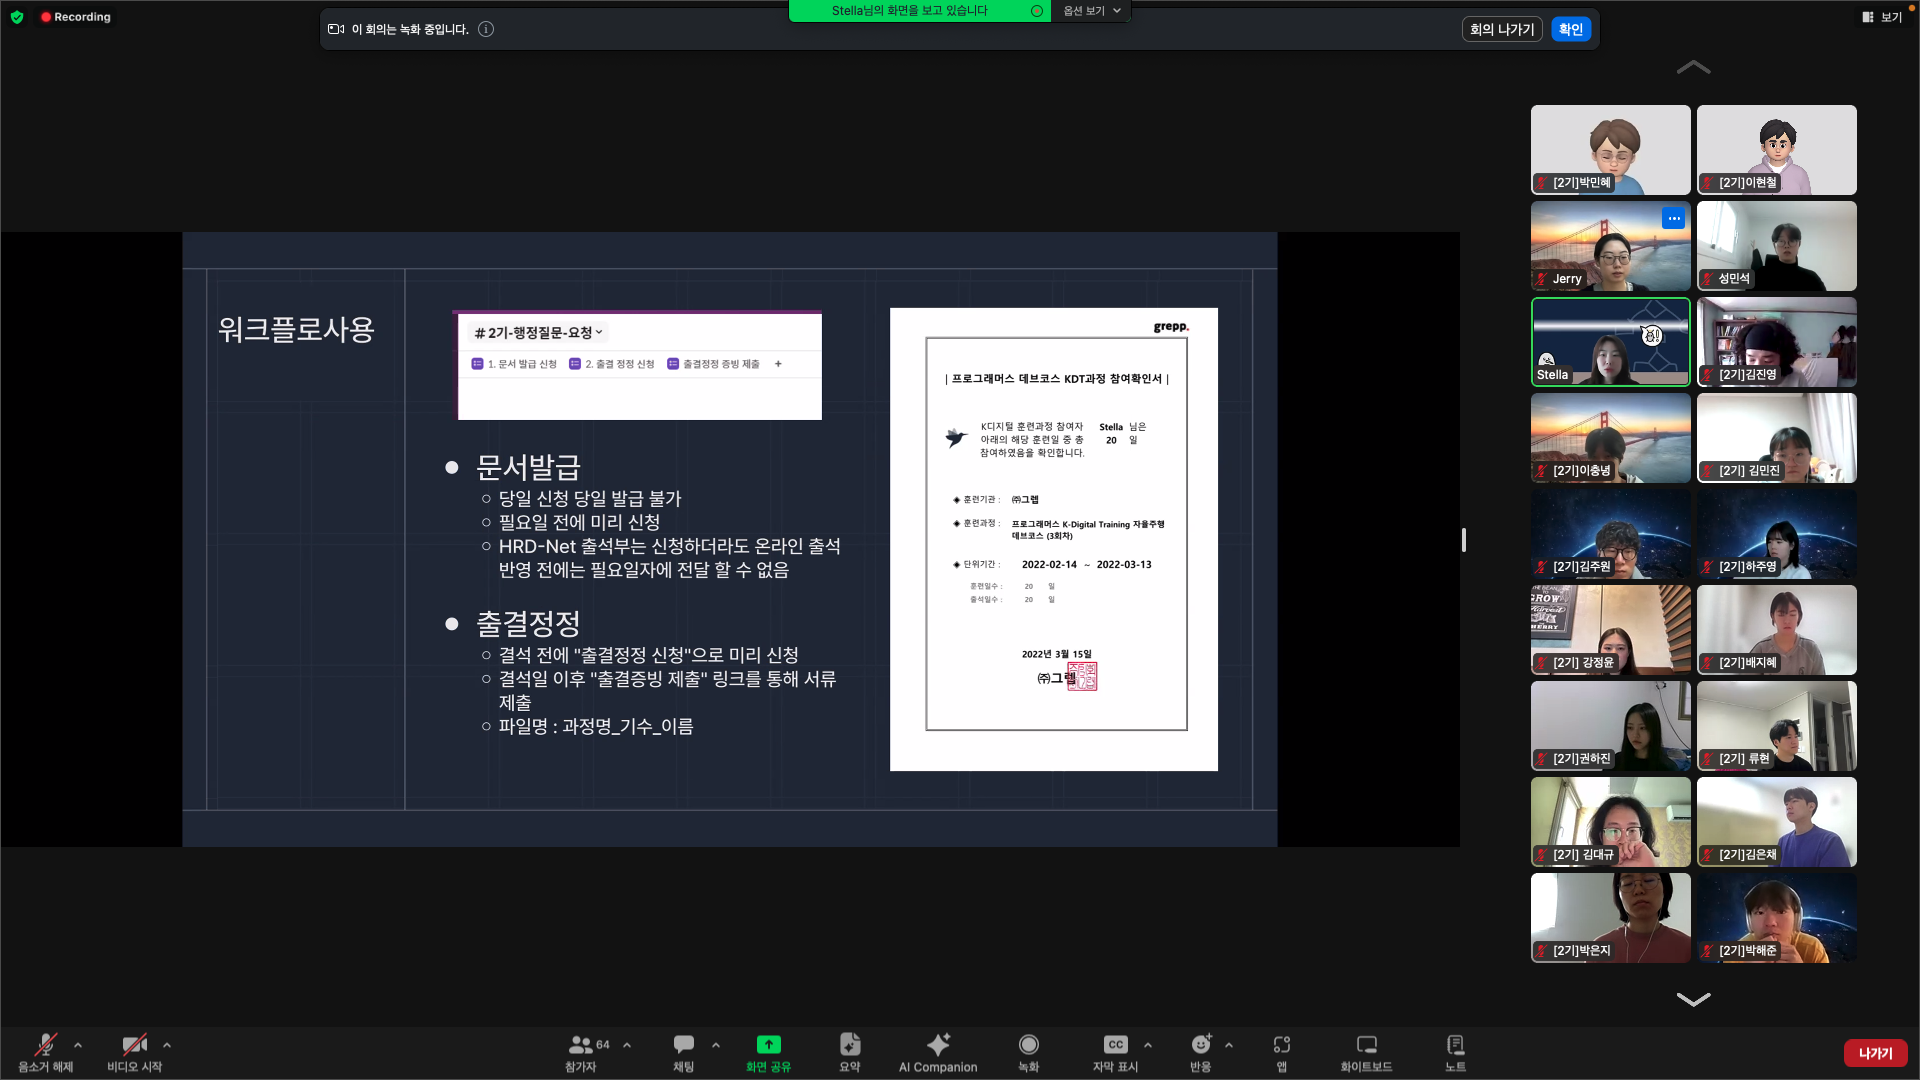 Recording
Stella님의 화면을 보고 있습니다
옵션 보기
이 회의는 녹화 중입니다.
회의 나가기
확인
보기
워크플로사용
# 2기-행정질문-요청
1. 문서 발급 신청
2. 출결 정정 신청
출결정정 증빙 제출
+
● 문서발급
○ 당일 신청 당일 발급 불가
○ 필요일 전에 미리 신청
○ HRD-Net 출석부는 신청하더라도 온라인 출석
반영 전에는 필요일자에 전달 할 수 없음
● 출결정정
○ 결석 전에 "출결정정 신청"으로 미리 신청
○ 결석일 이후 "출결증빙 제출" 링크를 통해 서류
제출
○ 파일명 : 과정명_기수_이름
grepp.
| 프로그래머스 데브코스 KDT과정 참여확인서 |
K디지털 훈련과정 참여자 Stella 님은
아래의 해당 훈련일 중 총 20 일
참여하였음을 확인합니다.
◈ 훈련기관 : ㈜그렙
◈ 훈련과정 : 프로그래머스 K-Digital Training 자율주행
데브코스 (3회차)
◈ 단위기간 : 2022-02-14 ~ 2022-03-13
훈련일수 : 20 일
출석일수 : 20 일
2022년 3월 15일
㈜그렙
[2기]박민혜
[2기]이현철
Jerry
성민석
Stella
[2기]김진영
[2기]이충녕
[2기] 김민진
[2기]김주원
[2기]하주영
GROW
[2기] 강정윤
[2기]배지혜
[2기]권하진
[2기] 류현
[2기] 김대규
[2기]김은채
[2기]박은지
[2기]박해준
음소거 해제
비디오 시작
64
참가자
채팅
화면 공유
요약
AI Companion
녹화
CC
자막 표시
반응
앱
화이트보드
노트
나가기